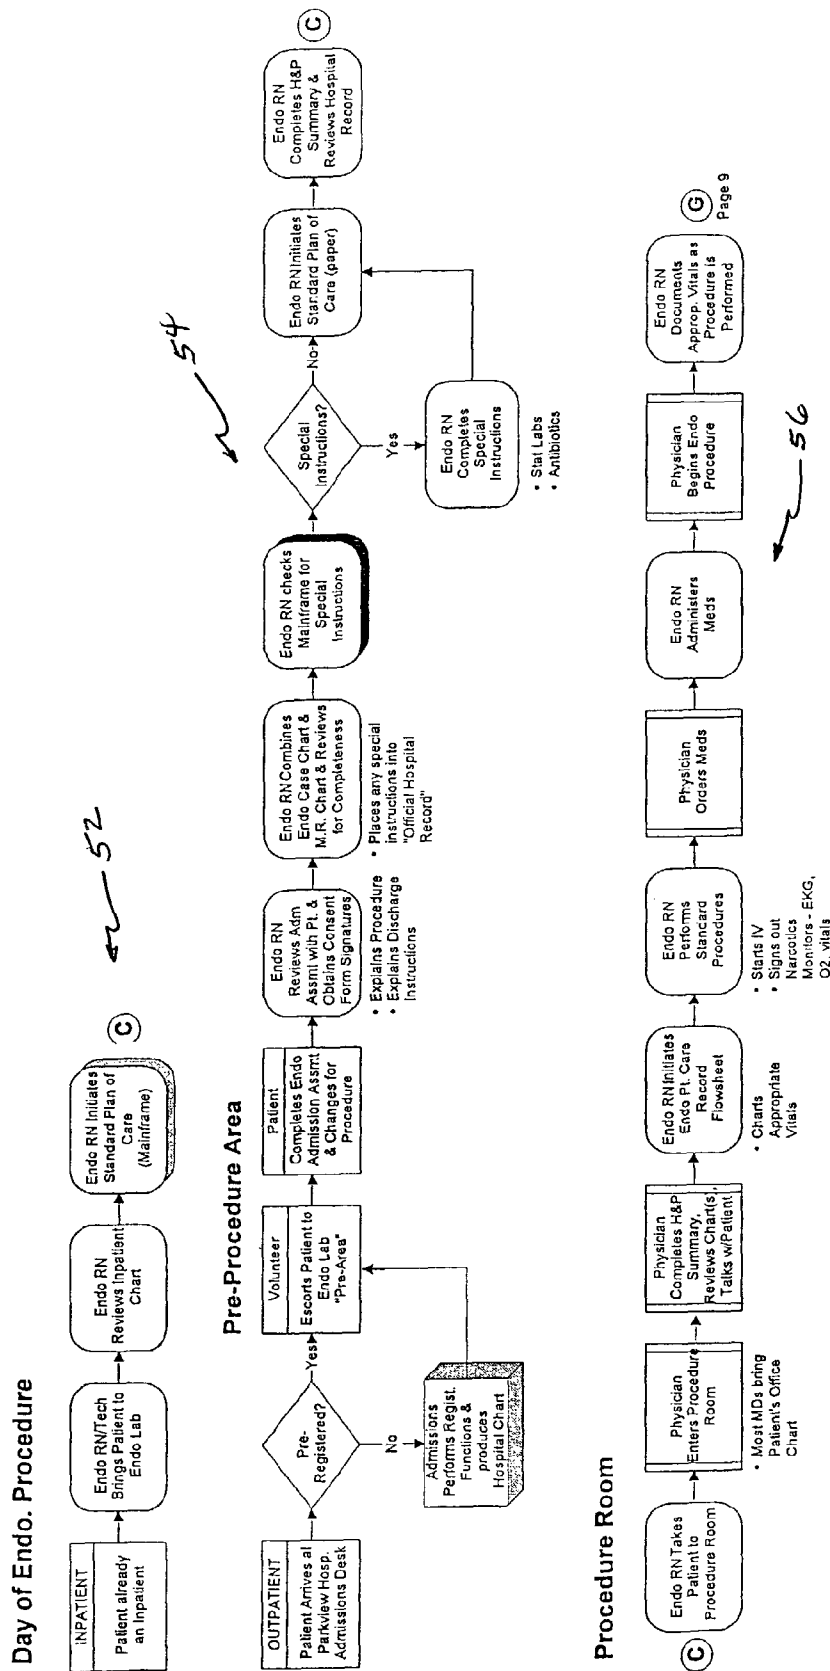 Day of Endo. Procedure
INPATIENT
Patient already
an Inpatient
Endo RN/Tech
Brings Patient to
Endo Lab
Endo RN
Reviews Inpatient
Chart
Endo RN Initiates
Standard Plan of
Care
(Mainframe)
C
52
Pre-Procedure Area
OUTPATIENT
Patient Arrives at
Parkview Hosp.
Admissions Desk
Pre-
Registered?
Yes
No
Admissions
Performs Regist.
Functions &
produces
Hospital Chart
Volunteer
Escorts Patient to
Endo Lab
"Pre-Area"
Patient
Completes Endo
Admission Assmt
& Changes for
Procedure
Endo RN
Reviews Adm
Assmt with Pt. &
Obtains Consent
Form Signatures
• Explains Procedure
• Explains Discharge
Instructions
Endo RN Combines
Endo Case Chart &
M.R. Chart & Reviews
for Completeness
• Places any special
instructions into
"Official Hospital
Record"
Endo RN checks
Mainframe for
Special
Instructions
Special
Instructions?
No
Yes
Endo RN
Completes
Special
Instructions
• Stat Labs
• Antibiotics
Endo RN Initiates
Standard Plan of
Care (paper)
Endo RN
Completes H&P
Summary &
Reviews Hospital
Record
C
54
Procedure Room
C
Endo RN Takes
Patient to
Procedure Room
Physician
Enters Procedure
Room
• Most MDs bring
Patient's Office
Chart
Physician
Completes H&P
Summary,
Reviews Chart(s),
Talks w/Patient
Endo RN Initiates
Endo Pt. Care
Record
Flowsheet
• Charts
Appropriate
Vitals
Endo RN
Performs
Standard
Procedures
• Starts IV
• Signs out
Narcotics
Monitors - EKG,
O2, vitals
Physician
Orders Meds
Endo RN
Administers
Meds
Physician
Begins Endo
Procedure
Endo RN
Documents
Approp. Vitals as
Procedure is
Performed
G
Page 9
56